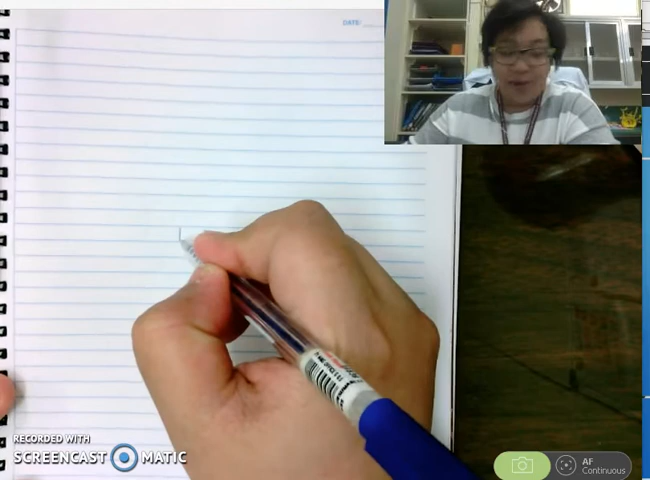 DATE:
RECORDED WITH
SCREENCAST MATIC
AF
Continuous